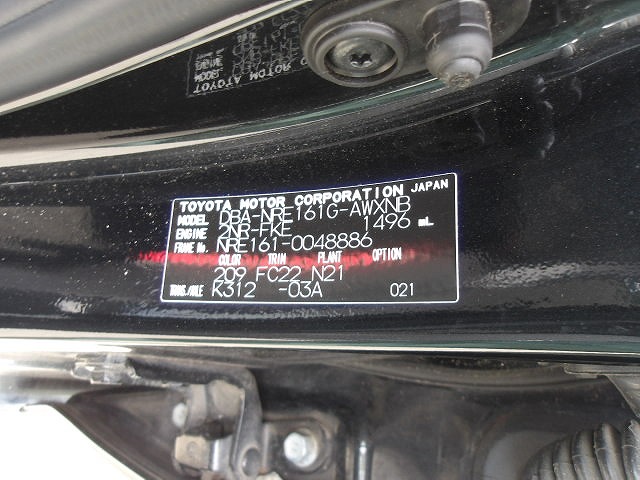 TOYOTA MOTOR CORPORATION JAPAN
MODEL DBA-NRE161G-AWXNB
ENGINE 2NR-FKE 1496 mL
FRAME No. NRE161-0048886
COLOR TRIM PLANT OPTION
209 FC22 N21
TRANS/AXLE K312 -03A 021